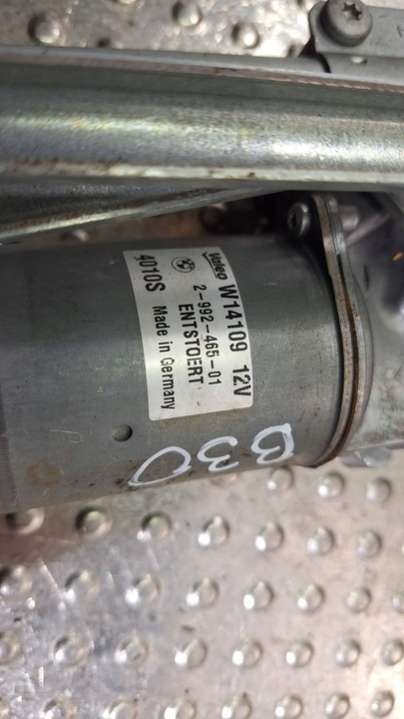 Valeo W14109 12V
2-992-465-01
ENTSTOERT
4010S Made in Germany
B30